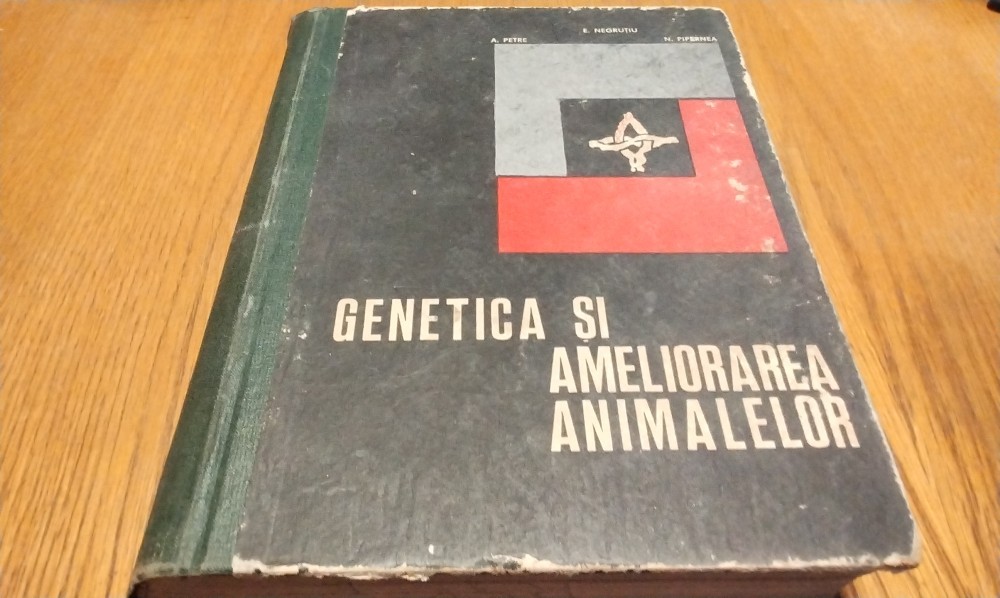 E. NEGRUȚIU
A. PETRE N. PIPERNEA
GENETICA ȘI
AMELIORAREA
ANIMALELOR